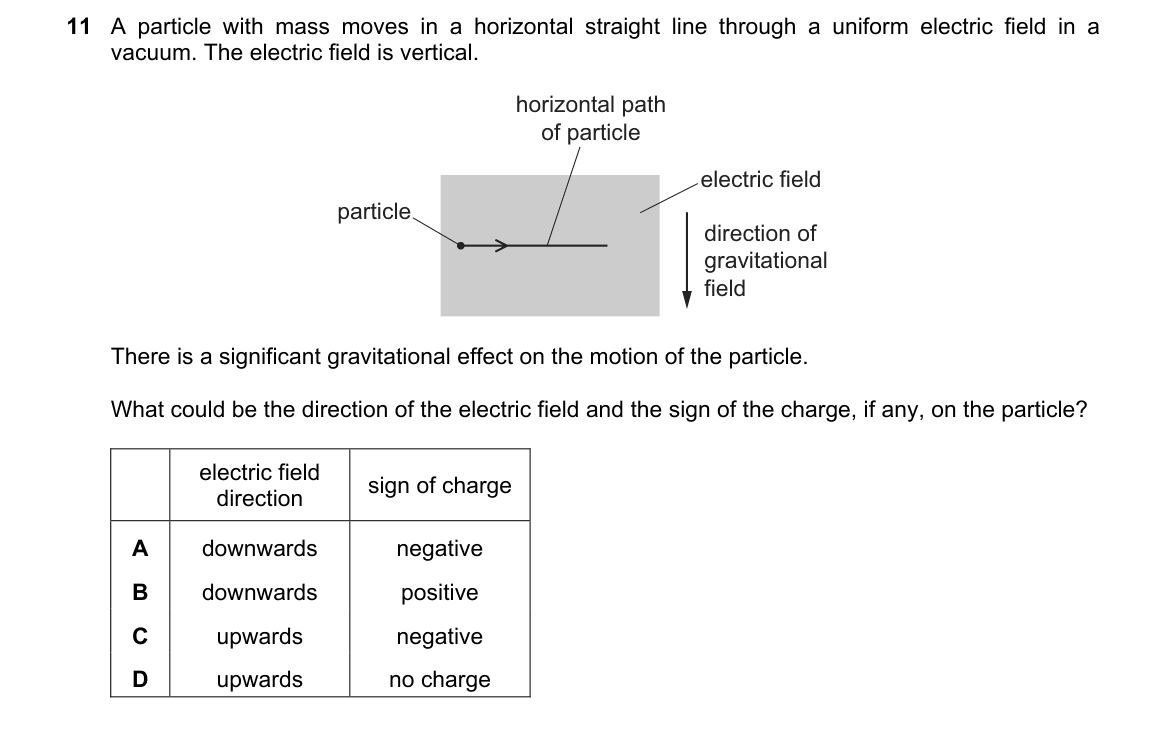 11 A particle with mass moves in a horizontal straight line through a uniform electric field in a
vacuum. The electric field is vertical.
horizontal path
of particle
electric field
particle
direction of
gravitational
field
There is a significant gravitational effect on the motion of the particle.
What could be the direction of the electric field and the sign of the charge, if any, on the particle?
electric field
direction
sign of charge
A downwards negative
B downwards positive
C upwards negative
D upwards no charge